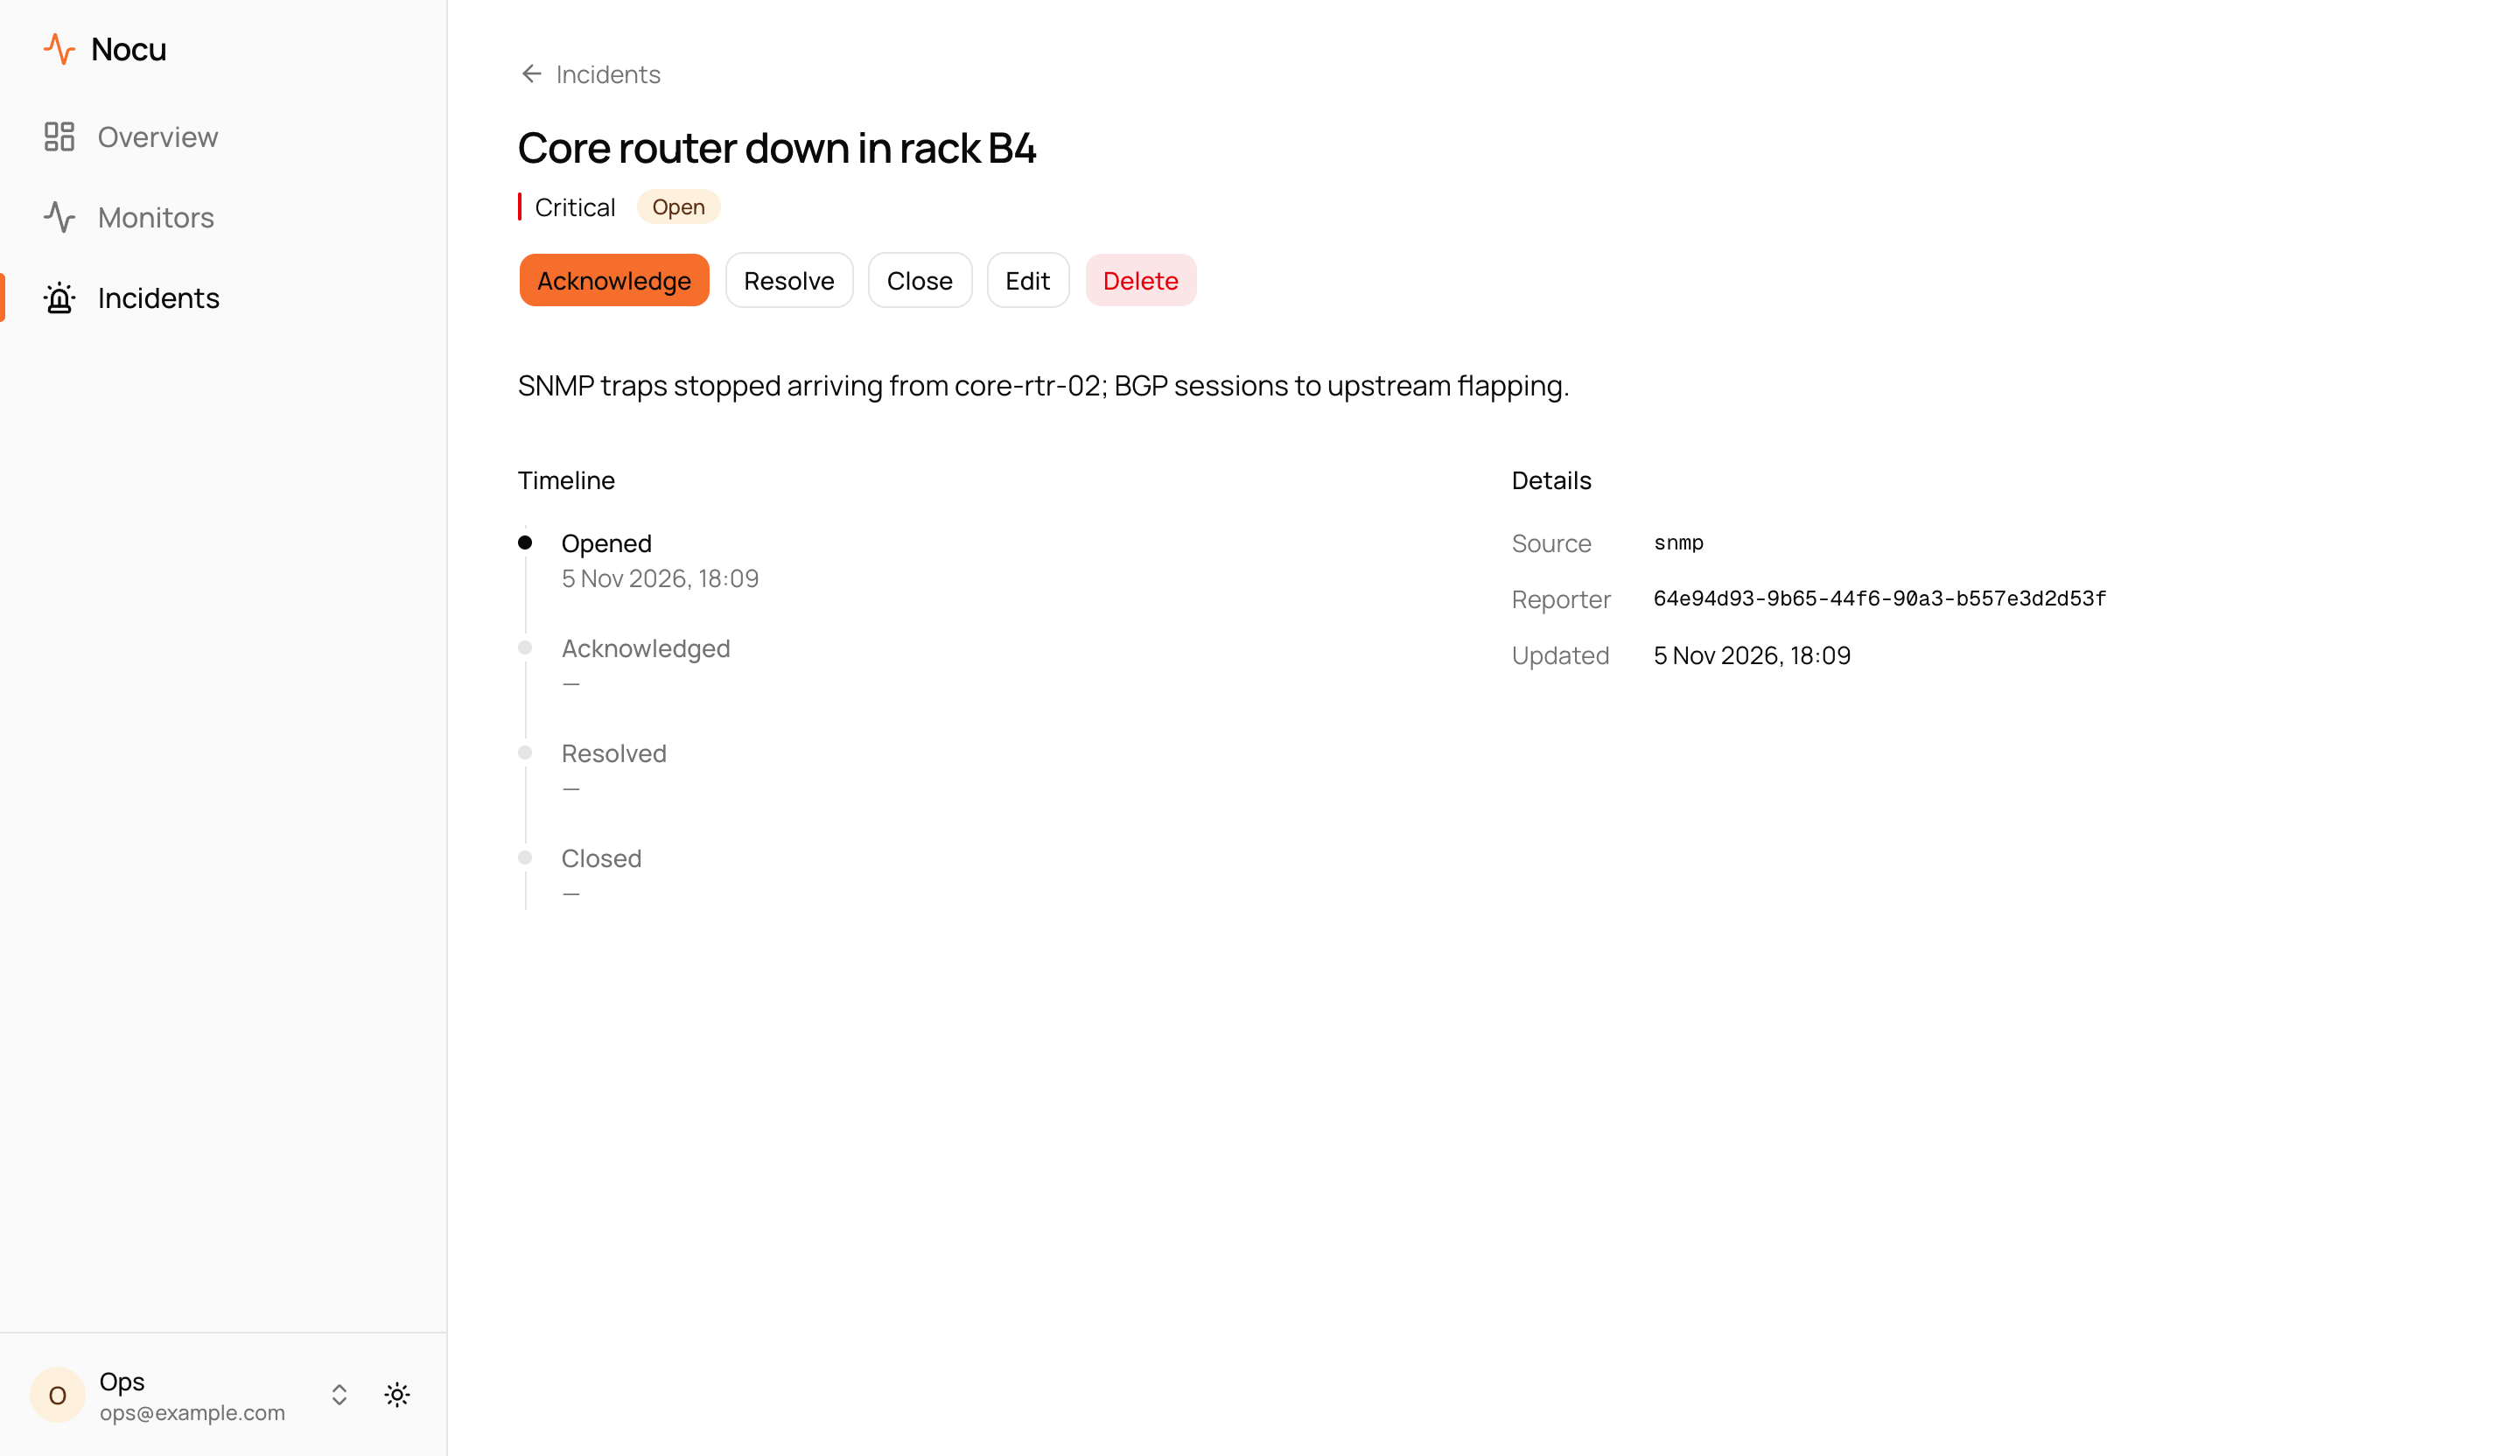 Nocu
Overview
Monitors
Incidents
Incidents
Core router down in rack B4
Critical Open
Acknowledge Resolve Close Edit Delete
SNMP traps stopped arriving from core-rtr-02; BGP sessions to upstream flapping.
Timeline
Opened
5 Nov 2026, 18:09
Acknowledged
—
Resolved
—
Closed
—
Details
Source snmp
Reporter 64e94d93-9b65-44f6-90a3-b557e3d2d53f
Updated 5 Nov 2026, 18:09
O
Ops
ops@example.com